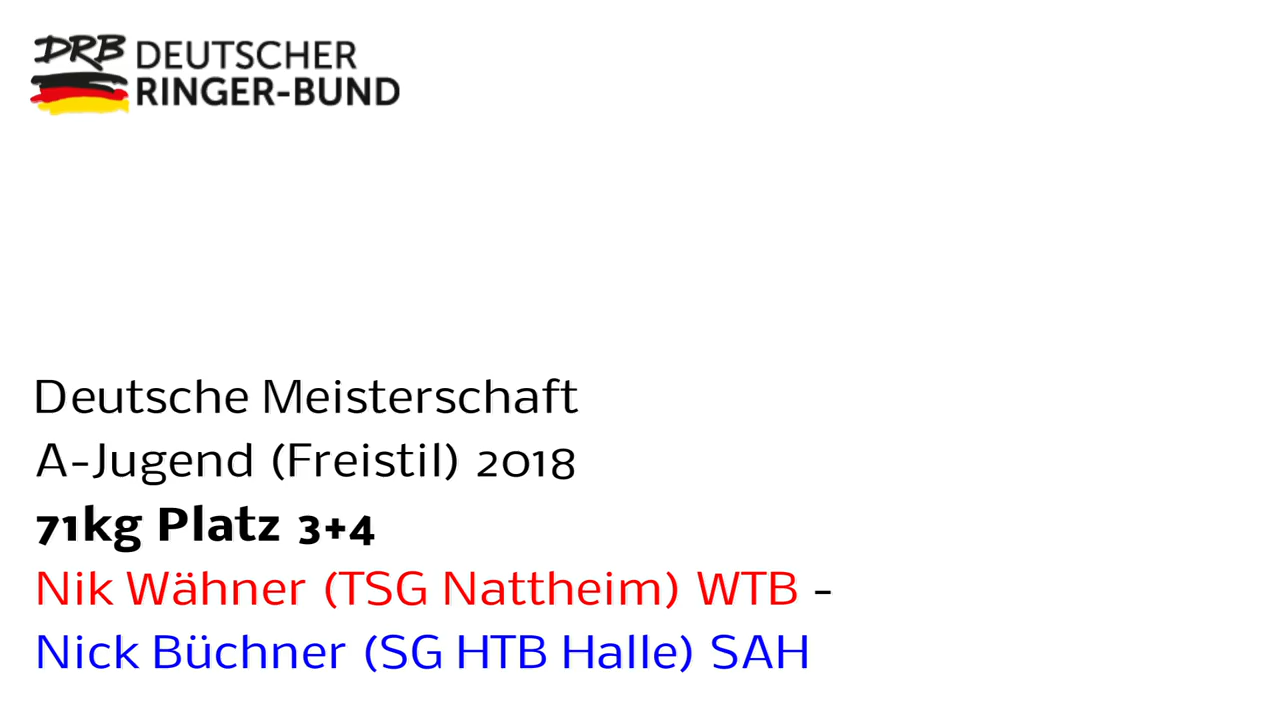 DRB DEUTSCHER
RINGER-BUND
Deutsche Meisterschaft
A-Jugend (Freistil) 2018
71kg Platz 3+4
Nik Wähner (TSG Nattheim) WTB -
Nick Büchner (SG HTB Halle) SAH